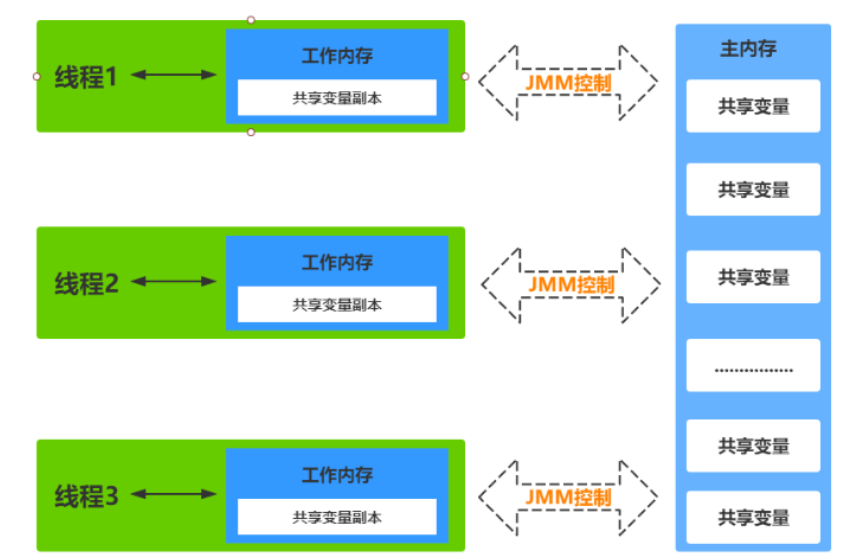 线程1
工作内存
共享变量副本
JMM控制
线程2
工作内存
共享变量副本
JMM控制
线程3
工作内存
共享变量副本
JMM控制
主内存
共享变量
共享变量
共享变量
................
共享变量
共享变量